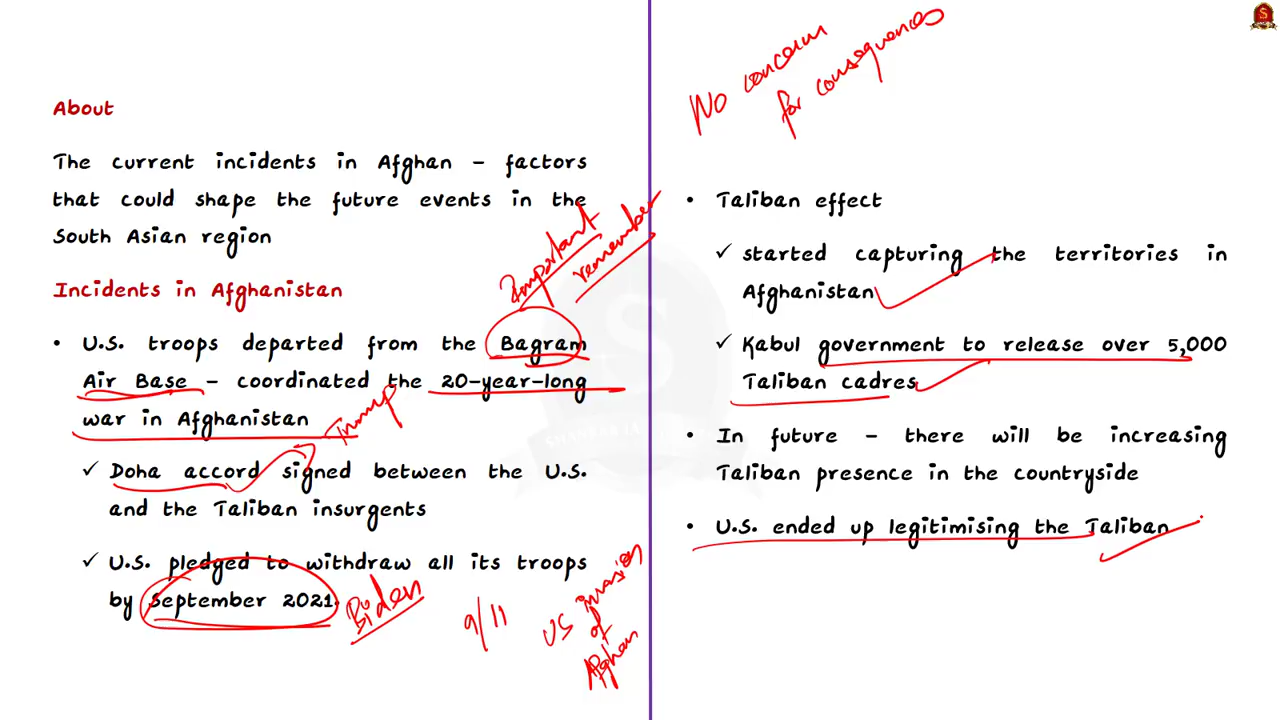 About
The current incidents in Afghan – factors
that could shape the future events in the
South Asian region
Incidents in Afghanistan
• U.S. troops departed from the Bagram
Air Base – coordinated the 20-year-long
war in Afghanistan
✓ Doha accord signed between the U.S.
and the Taliban insurgents
✓ U.S. pledged to withdraw all its troops
by September 2021.
Important
remember
Trump
Biden
9/11
US invasion
of
Afghan
No concern
for consequences
• Taliban effect
✓ started capturing the territories in
Afghanistan
✓ Kabul government to release over 5,000
Taliban cadres
• In future – there will be increasing
Taliban presence in the countryside
• U.S. ended up legitimising the Taliban
S